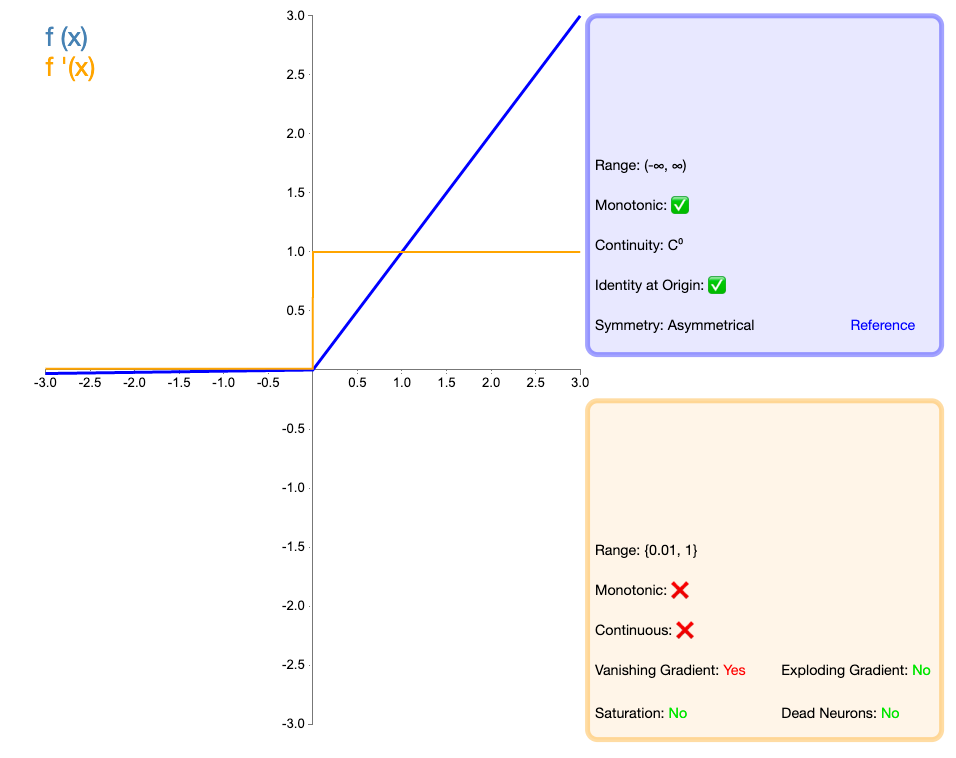 f (x)
f '(x)
3.0
2.5
2.0
1.5
1.0
0.5
-3.0 -2.5 -2.0 -1.5 -1.0 -0.5 0.5 1.0 1.5 2.0 2.5 3.0
-0.5
-1.0
-1.5
-2.0
-2.5
-3.0
Range: (-∞, ∞)
Monotonic: ✅
Continuity: C⁰
Identity at Origin: ✅
Symmetry: Asymmetrical Reference
Range: {0.01, 1}
Monotonic: ❌
Continuous: ❌
Vanishing Gradient: Yes Exploding Gradient: No
Saturation: No Dead Neurons: No